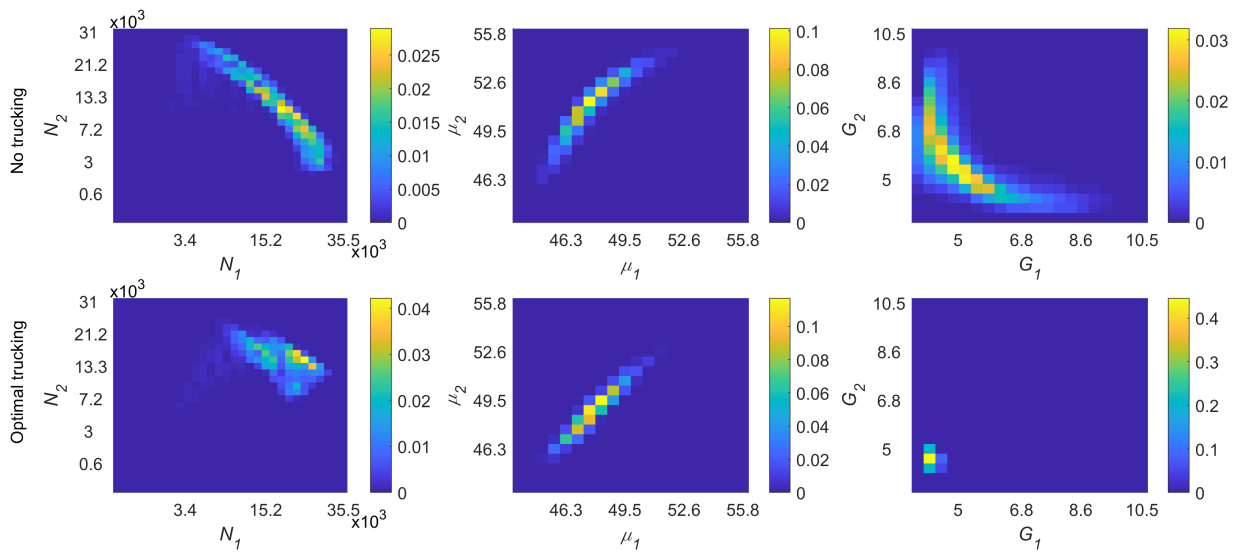 No trucking
x10³
31
21.2
13.3
7.2
3
0.6
N₂
3.4 15.2 35.5
x10³
N₁
0.025
0.02
0.015
0.01
0.005
0
55.8
52.6
49.5
46.3
μ₂
46.3 49.5 52.6 55.8
μ₁
0.1
0.08
0.06
0.04
0.02
0
10.5
8.6
6.8
5
G₂
5 6.8 8.6 10.5
G₁
0.03
0.02
0.01
0
Optimal trucking
x10³
31
21.2
13.3
7.2
3
0.6
N₂
3.4 15.2 35.5
x10³
N₁
0.04
0.03
0.02
0.01
0
55.8
52.6
49.5
46.3
μ₂
46.3 49.5 52.6 55.8
μ₁
0.1
0.08
0.06
0.04
0.02
0
10.5
8.6
6.8
5
G₂
5 6.8 8.6 10.5
G₁
0.4
0.3
0.2
0.1
0